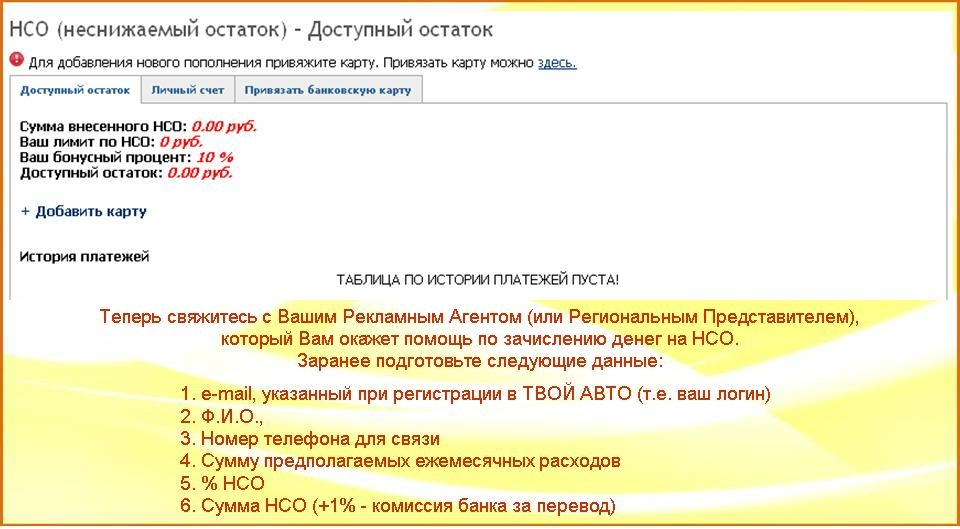 НСО (неснижаемый остаток) – Доступный остаток
Для добавления нового пополнения привяжите карту. Привязать карту можно здесь.
Доступный остаток Личный счет Привязать банковскую карту
Сумма внесенного НСО: 0.00 руб.
Ваш лимит по НСО: 0 руб.
Ваш бонусный процент: 10 %
Доступный остаток: 0.00 руб.
+ Добавить карту
История платежей
ТАБЛИЦА ПО ИСТОРИИ ПЛАТЕЖЕЙ ПУСТА!
Теперь свяжитесь с Вашим Рекламным Агентом (или Региональным Представителем),
который Вам окажет помощь по зачислению денег на НСО.
Заранее подготовьте следующие данные:
1. e-mail, указанный при регистрации в ТВОЙ АВТО (т.е. ваш логин)
2. Ф.И.О.,
3. Номер телефона для связи
4. Сумму предполагаемых ежемесячных расходов
5. % НСО
6. Сумма НСО (+1% - комиссия банка за перевод)